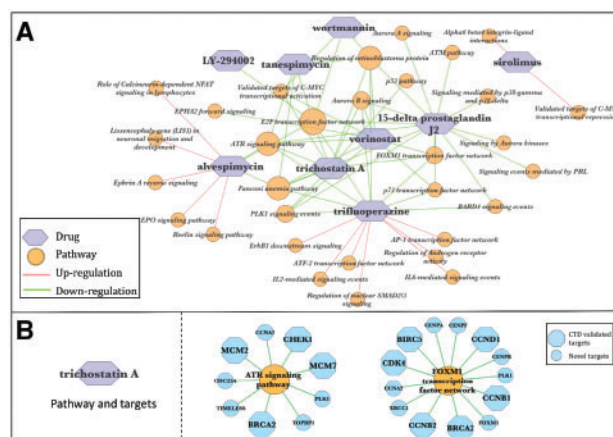 A
wortmannin
Aurora A signaling
Alpha6 beta4 integrin-ligand
interactions
LY-294002
Regulation of retinoblastoma protein
ATM pathway
tanespimycin
sirolimus
Role of Calcineurin-dependent NFAT
signaling in lymphocytes
Validated targets of C-MYC
transcriptional activation
p53 pathway
Signaling mediated by p38-gamma
and p38-delta
EPHA2 forward signaling
Aurora B signaling
Validated targets of C-MYC
transcriptional repression
E2F transcription factor network
15-delta prostaglandin
J2
Lissencephaly gene (LIS1) in
neuronal migration and
development
ATR signaling pathway
vorinostat
Signaling by Aurora kinases
FOXM1 transcription factor network
alvespimycin
trichostatin A
Signaling events mediated by PRL
Ephrin A reverse signaling
Fanconi anemia pathway
p73 transcription factor network
EPO signaling pathway
PLK1 signaling events
trifluoperazine
BARD1 signaling events
Reelin signaling pathway
Drug
Pathway
Up-regulation
Down-regulation
ErbB1 downstream signaling
AP-1 transcription factor network
Regulation of Androgen receptor
activity
ATF-2 transcription factor network
IL2-mediated signaling events
IL6-mediated signaling events
Regulation of nuclear SMAD2/3
signaling
B
trichostatin A
Pathway and targets
CCNA2
CHEK1
MCM2
MCM7
CDC25A
ATR signaling
pathway
PLK1
TIMELESS
TOPBP1
BRCA2
CENPA
CENPF
BIRC5
CCND1
CDK4
CENPB
FOXM1
transcription
factor network
PLK1
CCNA2
CCNB1
XRCC1
FOXM1
CCNB2
BRCA2
CTD validated
targets
Novel targets